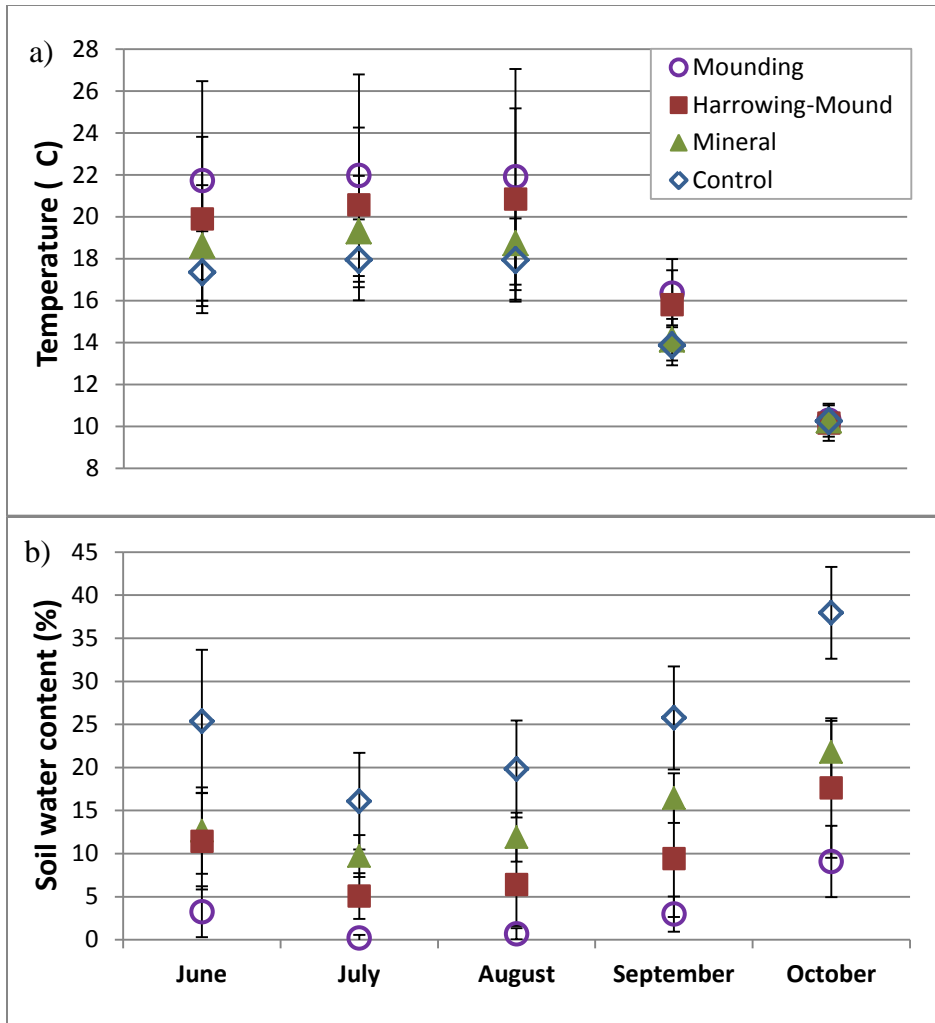 a)
Temperature ( C)
28
26
24
22
20
18
16
14
12
10
8
Mounding
Harrowing-Mound
Mineral
Control
b)
Soil water content (%)
45
40
35
30
25
20
15
10
5
0
June July August September October